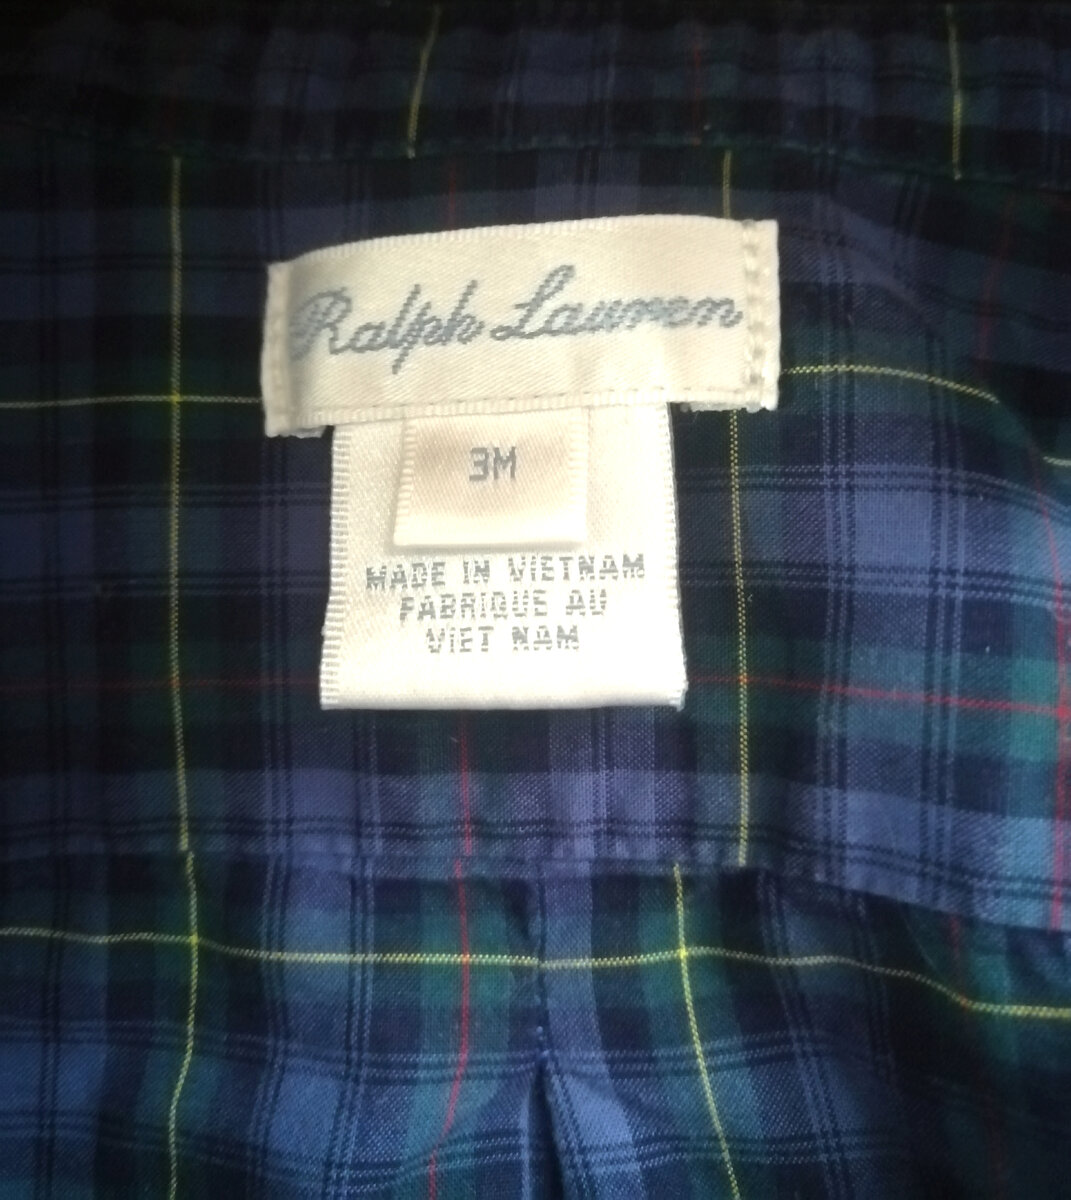 Ralph Lauren
3M
MADE IN VIETNAM
FABRIQUE AU
VIET NAM